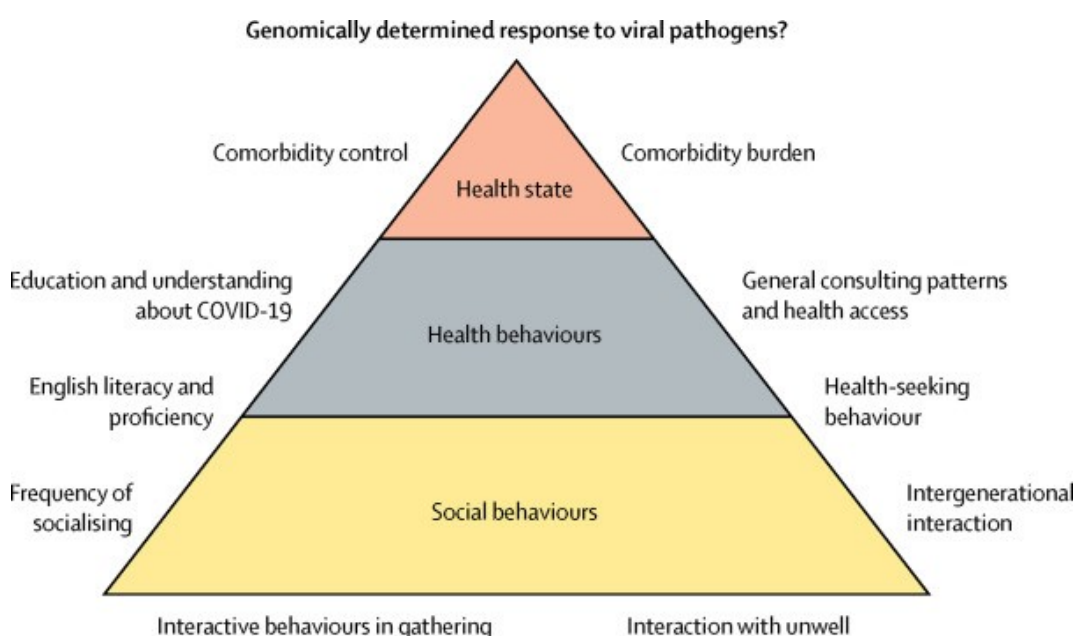 Genomically determined response to viral pathogens?
Comorbidity control
Comorbidity burden
Health state
Education and understanding
about COVID-19
General consulting patterns
and health access
Health behaviours
English literacy and
proficiency
Health-seeking
behaviour
Frequency of
socialising
Social behaviours
Intergenerational
interaction
Interactive behaviours in gathering
Interaction with unwell